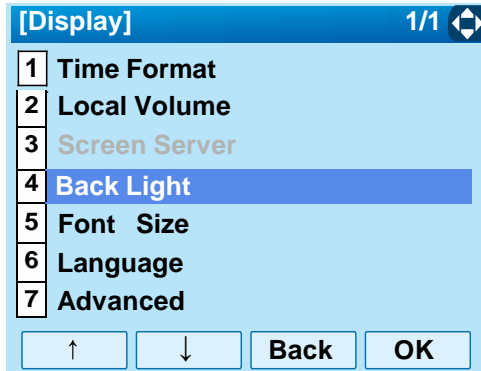 [Display] 1/1
1 Time Format
2 Local Volume
3 Screen Server
4 Back Light
5 Font Size
6 Language
7 Advanced
↑ ↓ Back OK